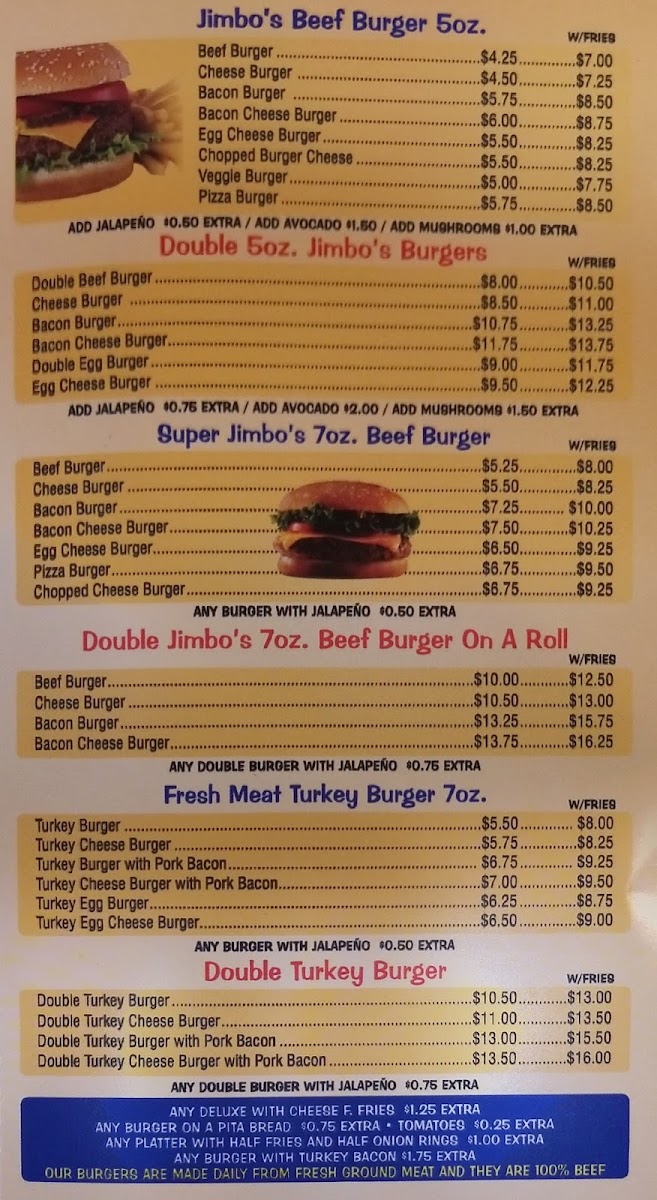 Jimbo's Beef Burger 5oz.
W/FRIES
Beef Burger $4.25 $7.00
Cheese Burger $4.50 $7.25
Bacon Burger $5.75 $8.50
Bacon Cheese Burger $6.00 $8.75
Egg Cheese Burger $5.50 $8.25
Chopped Burger Cheese $5.50 $8.25
Veggie Burger $5.00 $7.75
Pizza Burger $5.75 $8.50
ADD JALAPEÑO $0.50 EXTRA / ADD AVOCADO $1.50 / ADD MUSHROOMS $1.00 EXTRA
Double 5oz. Jimbo's Burgers
W/FRIES
Double Beef Burger $8.00 $10.50
Cheese Burger $8.50 $11.00
Bacon Burger $10.75 $13.25
Bacon Cheese Burger $11.75 $13.75
Double Egg Burger $9.00 $11.75
Egg Cheese Burger $9.50 $12.25
ADD JALAPEÑO $0.75 EXTRA / ADD AVOCADO $2.00 / ADD MUSHROOMS $1.50 EXTRA
Super Jimbo's 7oz. Beef Burger
W/FRIES
Beef Burger $5.25 $8.00
Cheese Burger $5.50 $8.25
Bacon Burger $7.25 $10.00
Bacon Cheese Burger $7.50 $10.25
Egg Cheese Burger $6.50 $9.25
Pizza Burger $6.75 $9.50
Chopped Cheese Burger $6.75 $9.25
ANY BURGER WITH JALAPEÑO $0.50 EXTRA
Double Jimbo's 7oz. Beef Burger On A Roll
W/FRIES
Beef Burger $10.00 $12.50
Cheese Burger $10.50 $13.00
Bacon Burger $13.25 $15.75
Bacon Cheese Burger $13.75 $16.25
ANY DOUBLE BURGER WITH JALAPEÑO $0.75 EXTRA
Fresh Meat Turkey Burger 7oz.
W/FRIES
Turkey Burger $5.50 $8.00
Turkey Cheese Burger $5.75 $8.25
Turkey Burger with Pork Bacon $6.75 $9.25
Turkey Cheese Burger with Pork Bacon $7.00 $9.50
Turkey Egg Burger $6.25 $8.75
Turkey Egg Cheese Burger $6.50 $9.00
ANY BURGER WITH JALAPEÑO $0.50 EXTRA
Double Turkey Burger
W/FRIES
Double Turkey Burger $10.50 $13.00
Double Turkey Cheese Burger $11.00 $13.50
Double Turkey Burger with Pork Bacon $13.00 $15.50
Double Turkey Cheese Burger with Pork Bacon $13.50 $16.00
ANY DOUBLE BURGER WITH JALAPEÑO $0.75 EXTRA
ANY DELUXE WITH CHEESE F. FRIES $1.25 EXTRA
ANY BURGER ON A PITA BREAD $0.75 EXTRA • TOMATOES $0.25 EXTRA
ANY PLATTER WITH HALF FRIES AND HALF ONION RINGS $1.00 EXTRA
ANY BURGER WITH TURKEY BACON $1.75 EXTRA
OUR BURGERS ARE MADE DAILY FROM FRESH GROUND MEAT AND THEY ARE 100% BEEF